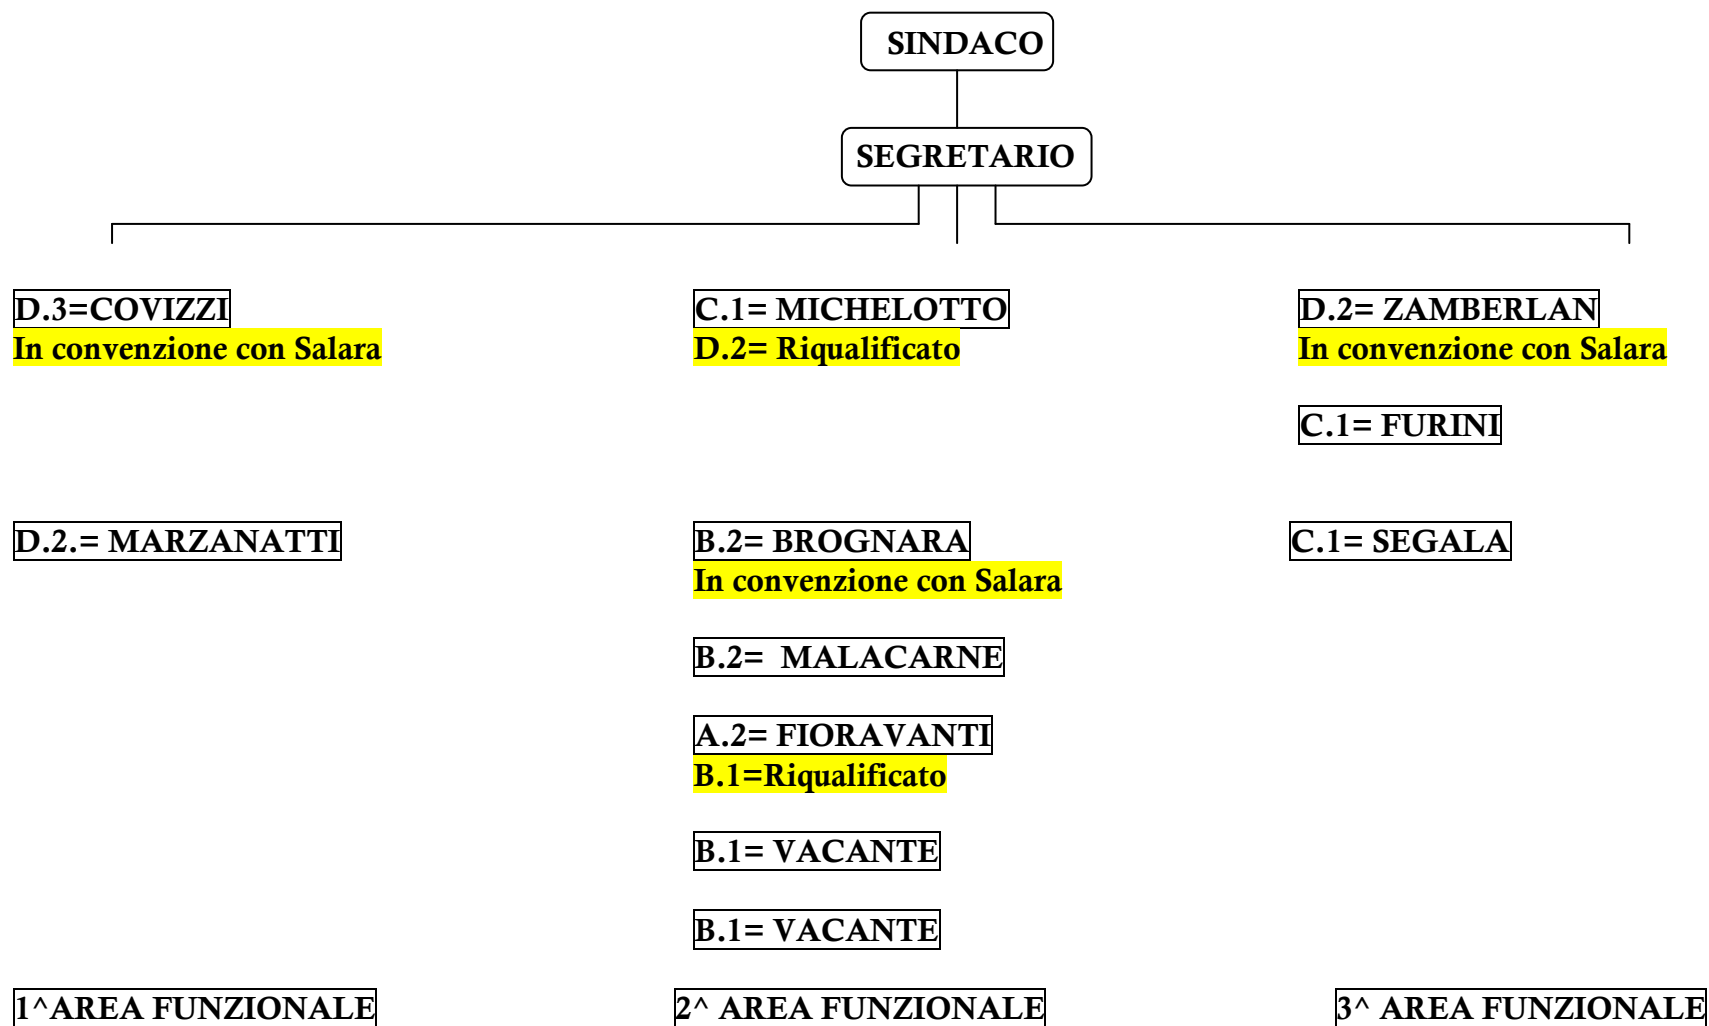 SINDACO
SEGRETARIO
D.3=COVIZZI
In convenzione con Salara
C.1= MICHELOTTO
D.2= Riqualificato
D.2= ZAMBERLAN
In convenzione con Salara
C.1= FURINI
D.2.= MARZANATTI
B.2= BROGNARA
In convenzione con Salara
C.1= SEGALA
B.2= MALACARNE
A.2= FIORAVANTI
B.1=Riqualificato
B.1= VACANTE
B.1= VACANTE
1^AREA FUNZIONALE
2^ AREA FUNZIONALE
3^ AREA FUNZIONALE